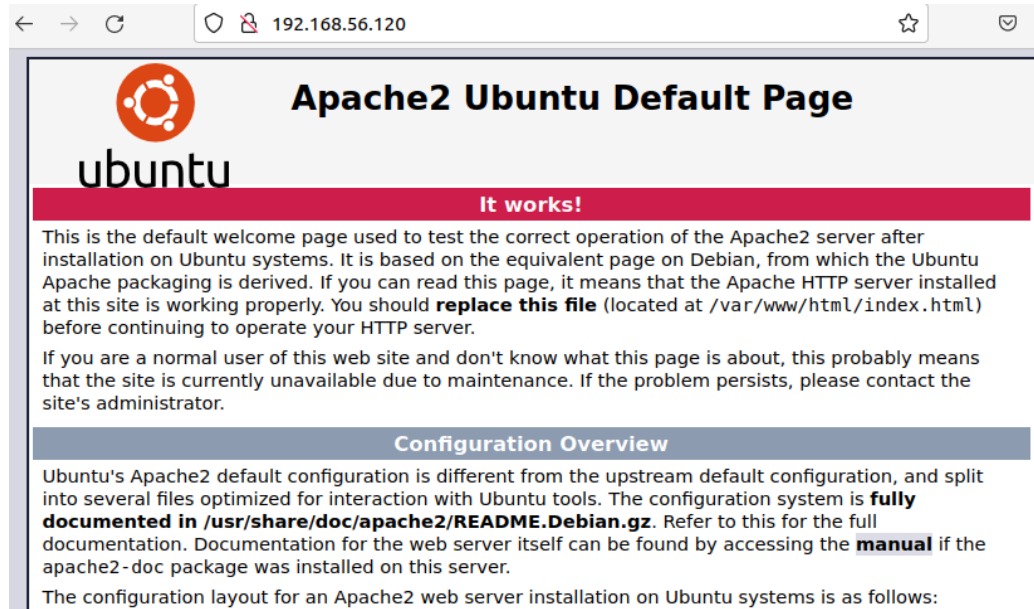 192.168.56.120
Apache2 Ubuntu Default Page
ubuntu
It works!
This is the default welcome page used to test the correct operation of the Apache2 server after
installation on Ubuntu systems. It is based on the equivalent page on Debian, from which the Ubuntu
Apache packaging is derived. If you can read this page, it means that the Apache HTTP server installed
at this site is working properly. You should replace this file (located at /var/www/html/index.html)
before continuing to operate your HTTP server.
If you are a normal user of this web site and don't know what this page is about, this probably means
that the site is currently unavailable due to maintenance. If the problem persists, please contact the
site's administrator.
Configuration Overview
Ubuntu's Apache2 default configuration is different from the upstream default configuration, and split
into several files optimized for interaction with Ubuntu tools. The configuration system is fully
documented in /usr/share/doc/apache2/README.Debian.gz. Refer to this for the full
documentation. Documentation for the web server itself can be found by accessing the manual if the
apache2-doc package was installed on this server.
The configuration layout for an Apache2 web server installation on Ubuntu systems is as follows: